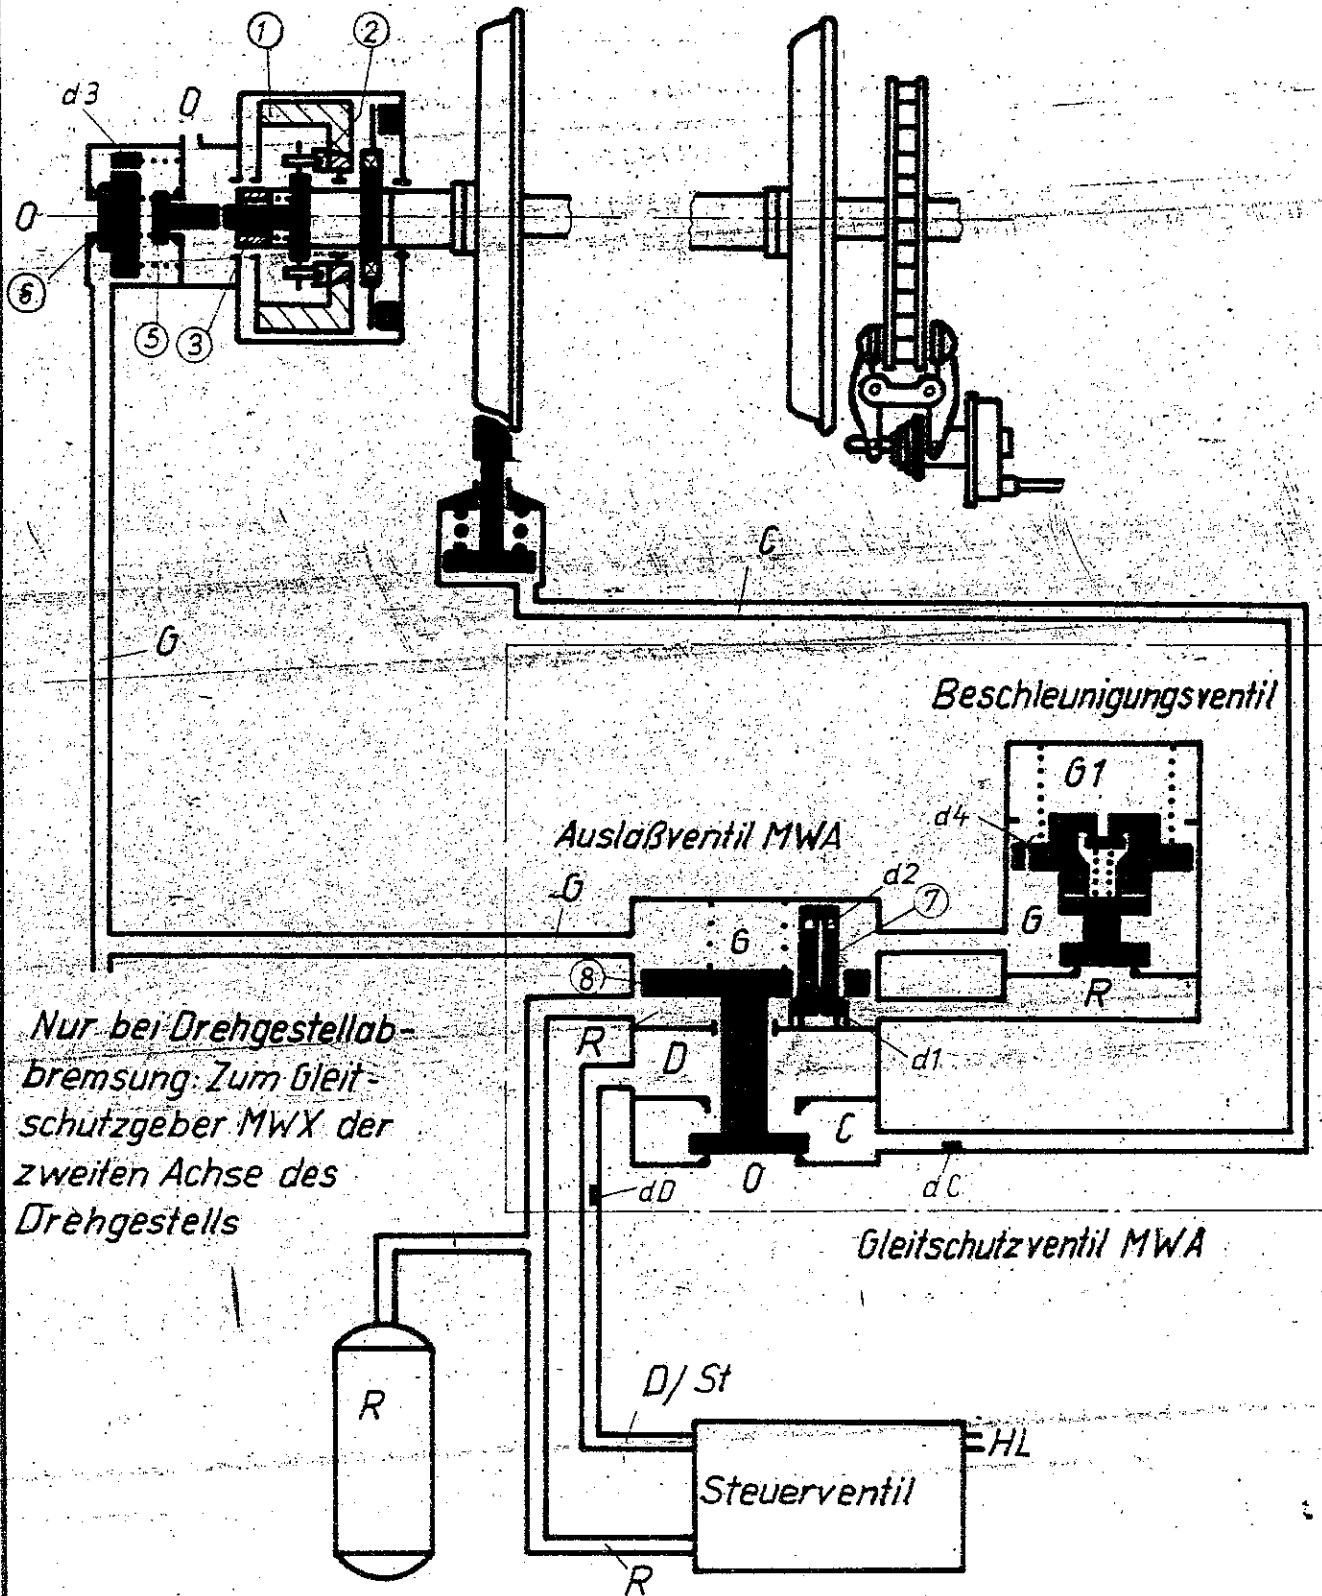 1
2
d3
O
O
6
5
3
C
G
Beschleunigungsventil
G1
d4
Auslaßventil MWA
d2
7
G
G
G
8
R
R
D
d1
C
O
dD
dC
Nur bei Drehgestellab-
bremsung: Zum Gleit-
schutzgeber MWX der
zweiten Achse des
Drehgestells
Gleitschutzventil MWA
D/St
R
HL
Steuerventil
R